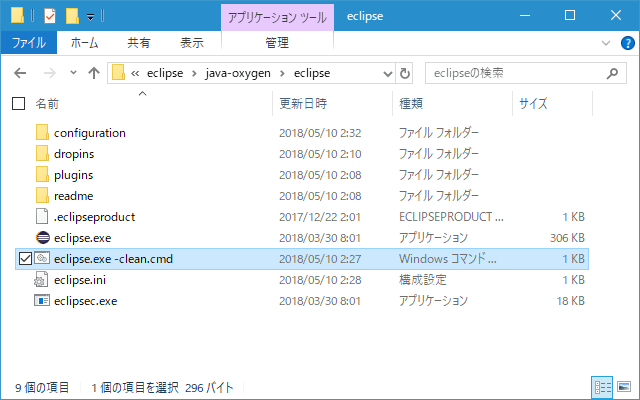 アプリケーション ツール eclipse
ファイル ホーム 共有 表示 管理
« eclipse › java-oxygen › eclipse eclipseの検索
名前 更新日時 種類 サイズ
configuration 2018/05/10 2:32 ファイル フォルダー
dropins 2018/05/10 2:10 ファイル フォルダー
plugins 2018/05/10 2:08 ファイル フォルダー
readme 2018/05/10 2:08 ファイル フォルダー
.eclipseproduct 2017/12/22 2:01 ECLIPSEPRODUCT ... 1 KB
eclipse.exe 2018/03/30 8:01 アプリケーション 306 KB
eclipse.exe -clean.cmd 2018/05/10 2:27 Windows コマンド ... 1 KB
eclipse.ini 2018/05/10 2:28 構成設定 1 KB
eclipsec.exe 2018/03/30 8:01 アプリケーション 18 KB
9 個の項目 1 個の項目を選択 296 バイト